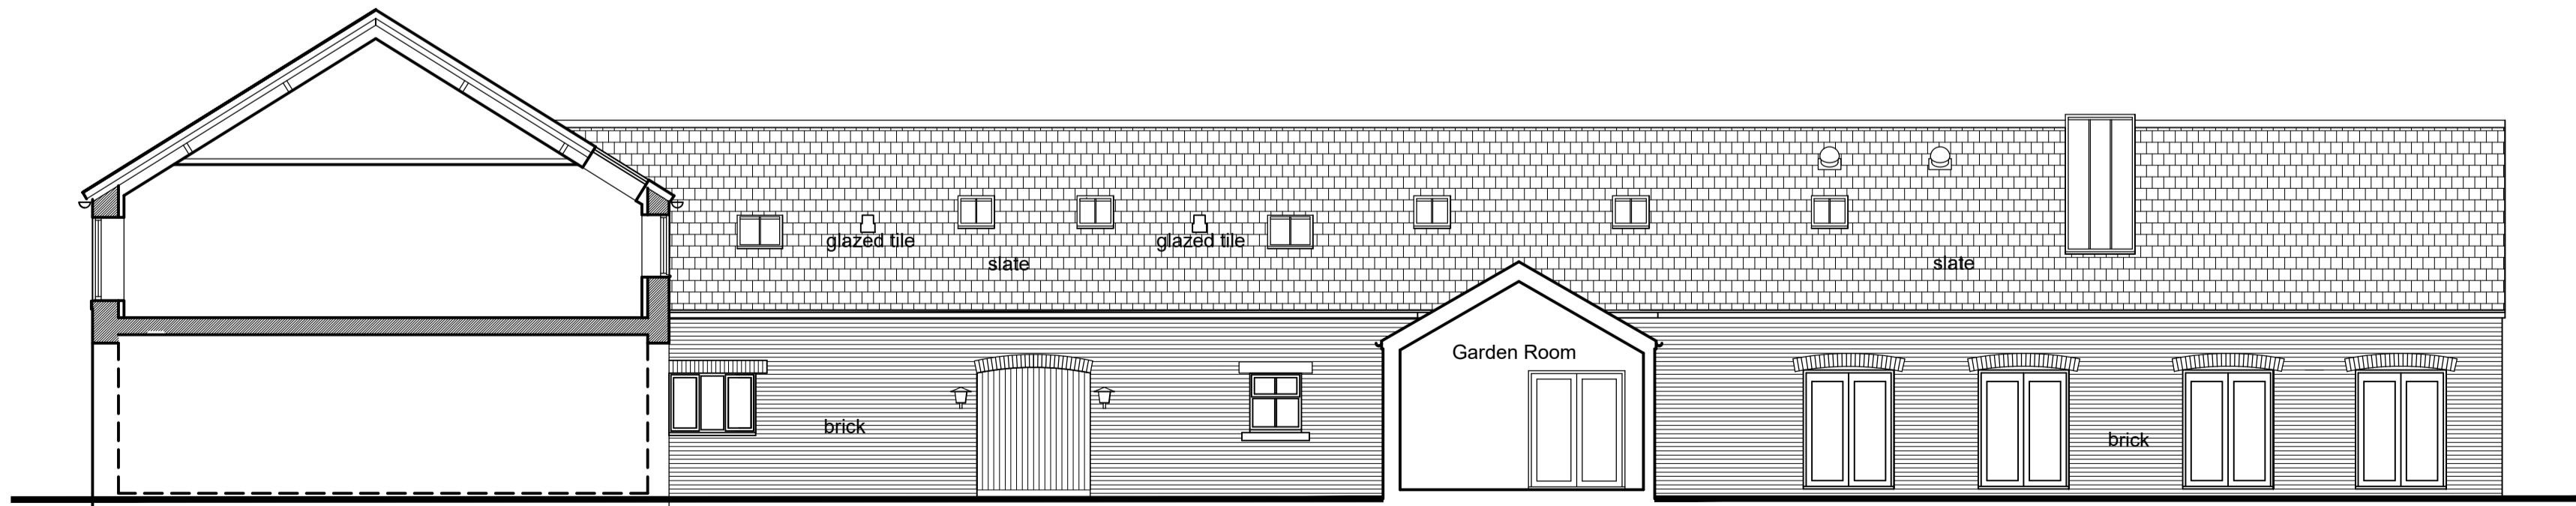 glazed tile
glazed tile
slate
slate
Garden Room
brick
brick